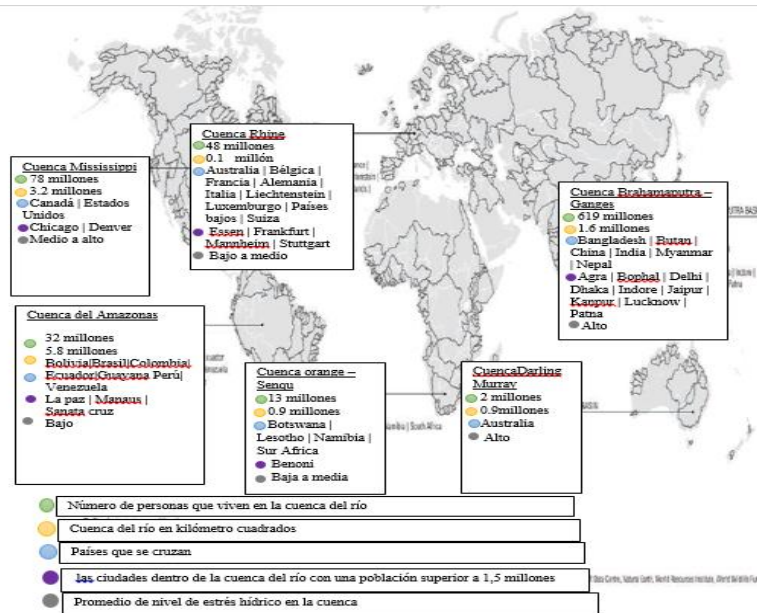 Cuenca Rhine
48 millones
0.1 millón
Australia | Bélgica |
Francia | Alemania |
Italia | Liechtenstein |
Luxemburgo | Países
bajos | Suiza
Essen | Frankfurt |
Mannheim | Stuttgart
Bajo a medio
Cuenca Mississippi
78 millones
3.2 millones
Canadá | Estados
Unidos
Chicago | Denver
Medio a alto
Cuenca Brahamaputra –
Ganges
619 millones
1.6 millones
Bangladesh | Butan |
China | India | Myanmar
| Nepal
Agra | Bophal | Delhi |
Dhaka | Indore | Jaipur |
Kanpur | Lucknow |
Patna
Alto
Cuenca del Amazonas
32 millones
5.8 millones
Bolivia|Brasil|Colombia|
Ecuador|Guayana Perú|
Venezuela
La paz | Manaus |
Sanata cruz
Bajo
Cuenca orange –
Senqu
13 millones
0.9 millones
Botswana |
Lesotho | Namibia |
Sur Africa
Benoni
Baja a media
CuencaDarling
Murray
2 millones
0.9millones
Australia
Alto
Namibia | South Africa
Número de personas que viven en la cuenca del río
Cuenca del río en kilómetro cuadrados
Países que se cruzan
las ciudades dentro de la cuenca del río con una población superior a 1,5 millones
Promedio de nivel de estrés hídrico en la cuenca